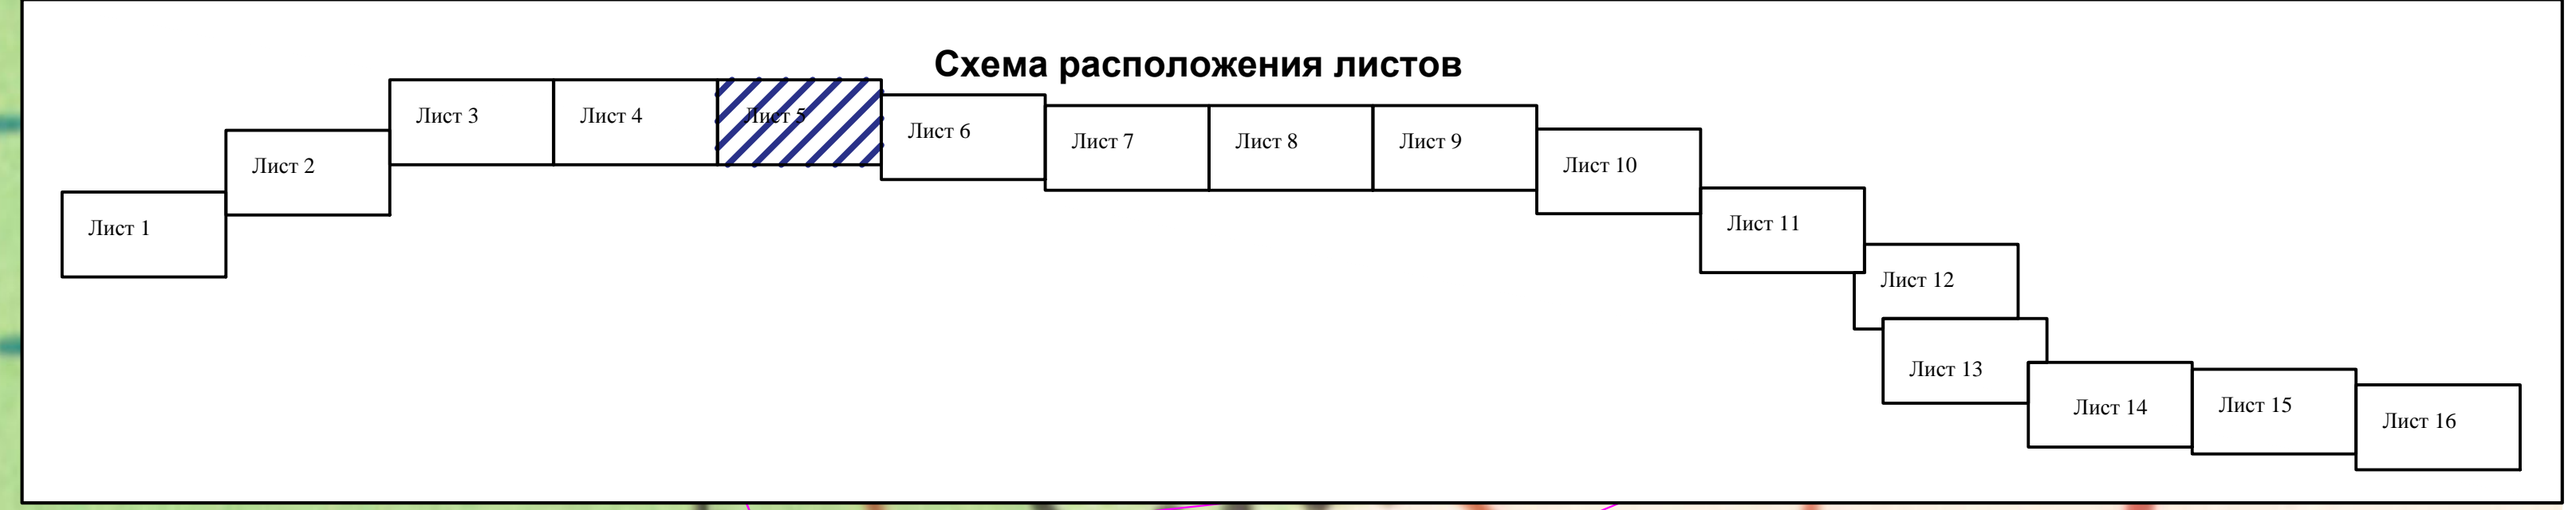 Схема расположения листов
Лист 1
Лист 2
Лист 3
Лист 4
Лист 5
Лист 6
Лист 7
Лист 8
Лист 9
Лист 10
Лист 11
Лист 12
Лист 13
Лист 14
Лист 15
Лист 16